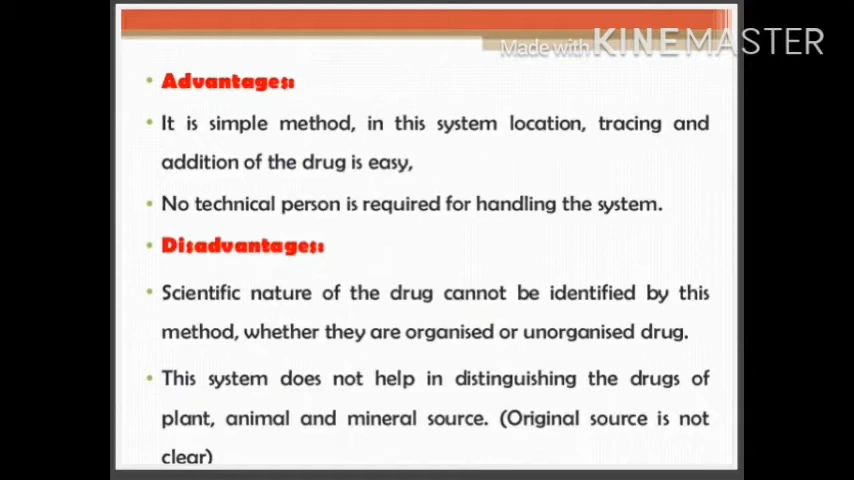 Made with KINEMASTER
• Advantages:
• It is simple method, in this system location, tracing and
addition of the drug is easy,
• No technical person is required for handling the system.
• Disadvantages:
• Scientific nature of the drug cannot be identified by this
method, whether they are organised or unorganised drug.
• This system does not help in distinguishing the drugs of
plant, animal and mineral source. (Original source is not
clear)